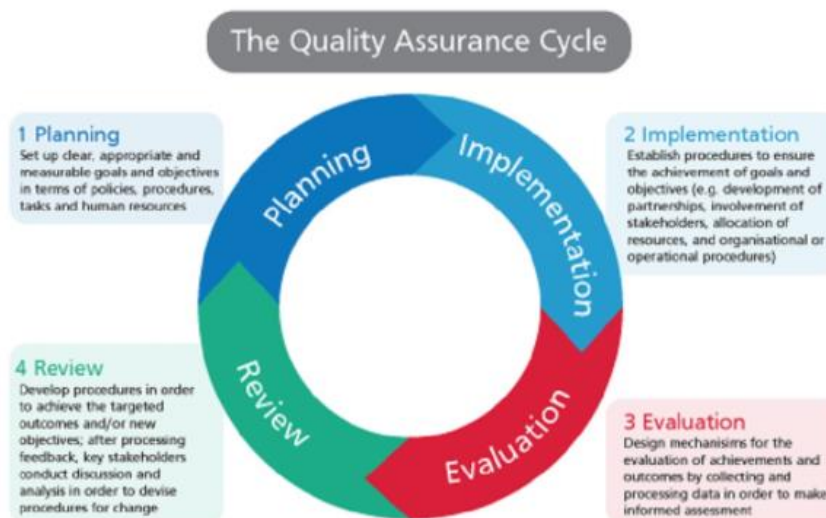 The Quality Assurance Cycle
1 Planning
Set up clear, appropriate and
measurable goals and objectives
in terms of policies, procedures,
tasks and human resources
Planning
Implementation
2 Implementation
Establish procedures to ensure
the achievement of goals and
objectives (e.g. development of
partnerships, involvement of
stakeholders, allocation of
resources, and organisational or
operational procedures)
4 Review
Develop procedures in order
to achieve the targeted
outcomes and/or new
objectives; after processing
feedback, key stakeholders
conduct discussion and
analysis in order to devise
procedures for change
Review
Evaluation
3 Evaluation
Design mechanisims for the
evaluation of achievements and
outcomes by collecting and
processing data in order to make
informed assessment